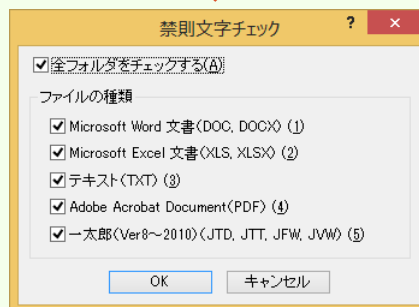 禁則文字チェック
?
×
全フォルダをチェックする(A)
ファイルの種類
Microsoft Word 文書(DOC, DOCX) (1)
Microsoft Excel 文書(XLS, XLSX) (2)
テキスト(TXT) (3)
Adobe Acrobat Document(PDF) (4)
一太郎(Ver8～2010)(JTD, JTT, JFW, JVW) (5)
OK
キャンセル